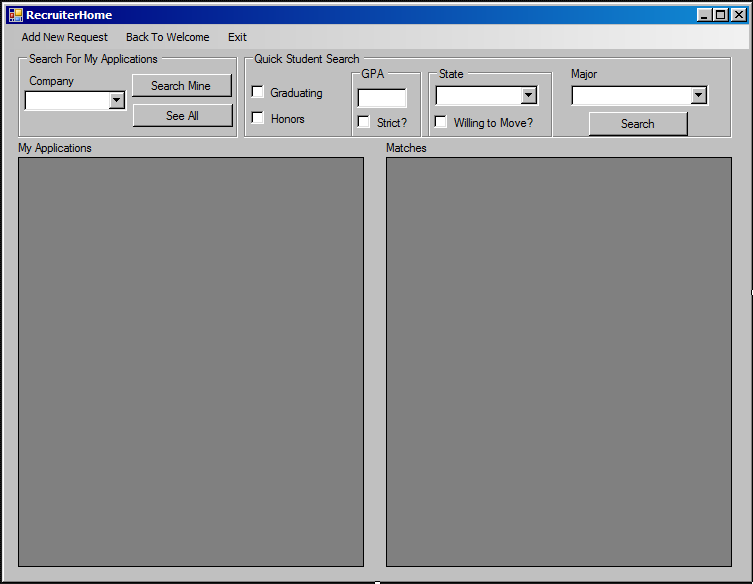 RecruiterHome
Add New Request Back To Welcome Exit
Search For My Applications
Company
Search Mine
See All
Quick Student Search
Graduating
Honors
GPA
Strict?
State
Willing to Move?
Major
Search
My Applications
Matches